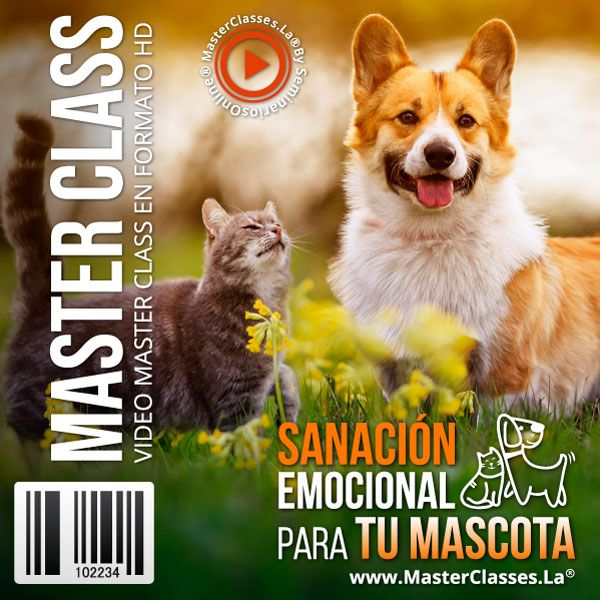 MasterClasses.La® By SeminariosOnline®
MASTER CLASS
VIDEO MASTER CLASS EN FORMATO HD
SANACIÓN
EMOCIONAL
PARA TU MASCOTA
®
102234
www.MasterClasses.La®